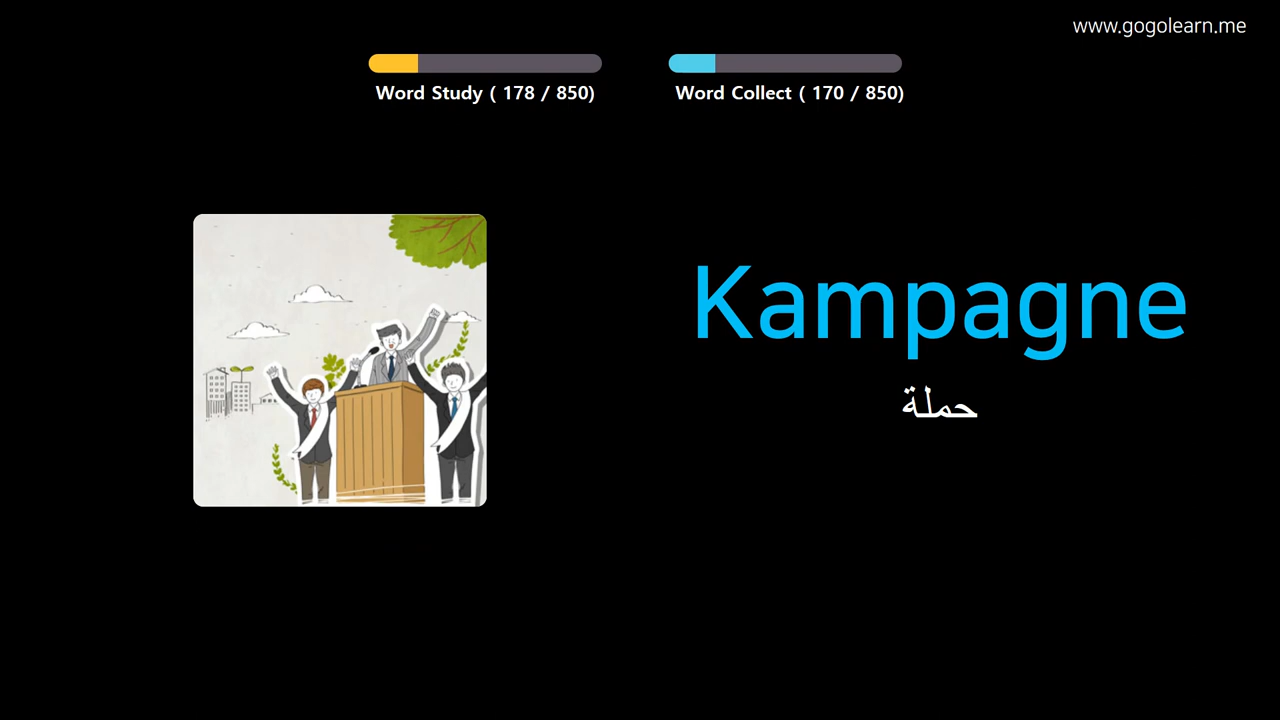 www.gogolearn.me
Word Study ( 178 / 850)
Word Collect ( 170 / 850)
Kampagne
حملة